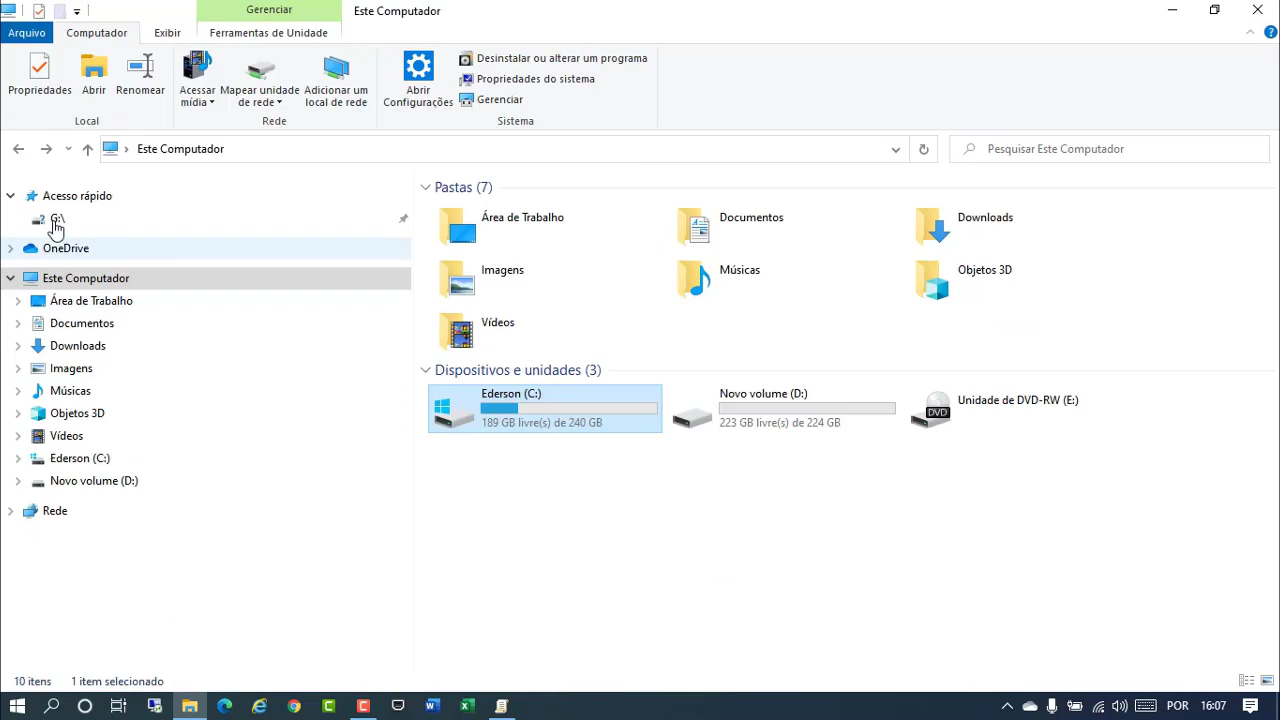 Gerenciar
Este Computador
Arquivo
Computador
Exibir
Ferramentas de Unidade
Propriedades
Abrir
Renomear
Acessar mídia
Mapear unidade de rede
Adicionar um local de rede
Abrir Configurações
Desinstalar ou alterar um programa
Propriedades do sistema
Gerenciar
Local
Rede
Sistema
Este Computador
Pesquisar Este Computador
Acesso rápido
G:\
OneDrive
Este Computador
Área de Trabalho
Documentos
Downloads
Imagens
Músicas
Objetos 3D
Vídeos
Ederson (C:)
Novo volume (D:)
Rede
Pastas (7)
Área de Trabalho
Documentos
Downloads
Imagens
Músicas
Objetos 3D
Vídeos
Dispositivos e unidades (3)
Ederson (C:)
189 GB livre(s) de 240 GB
Novo volume (D:)
223 GB livre(s) de 224 GB
DVD
Unidade de DVD-RW (E:)
10 itens
1 item selecionado
POR
16:07